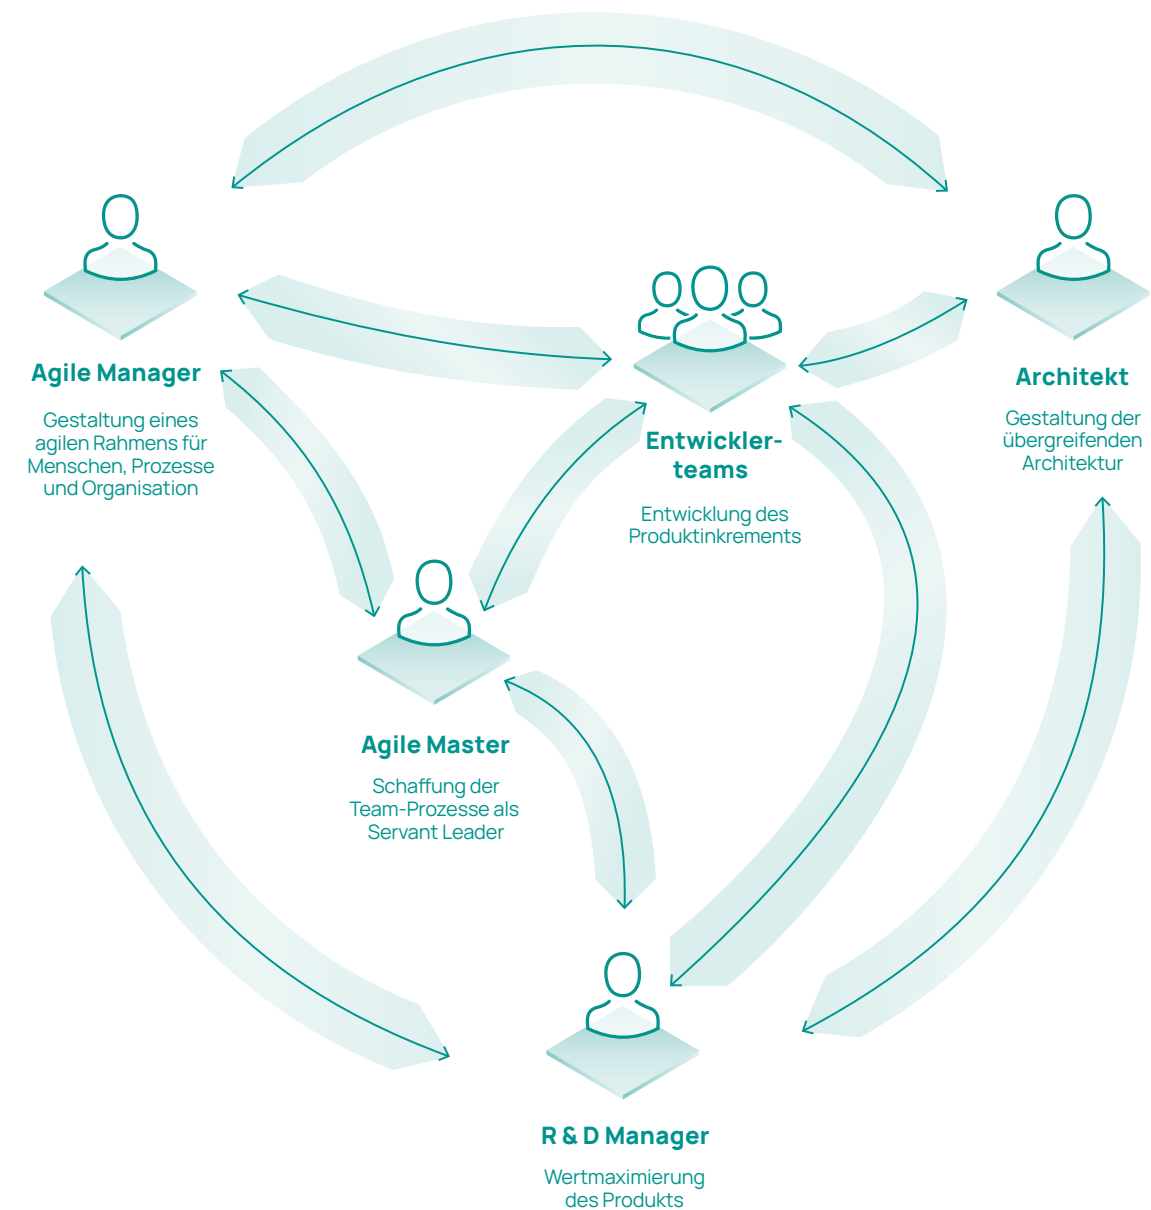 Agile Manager
Gestaltung eines
agilen Rahmens für
Menschen, Prozesse
und Organisation
Entwickler-
teams
Entwicklung des
Produktinkrements
Architekt
Gestaltung der
übergreifenden
Architektur
Agile Master
Schaffung der
Team-Prozesse als
Servant Leader
R & D Manager
Wertmaximierung
des Produkts